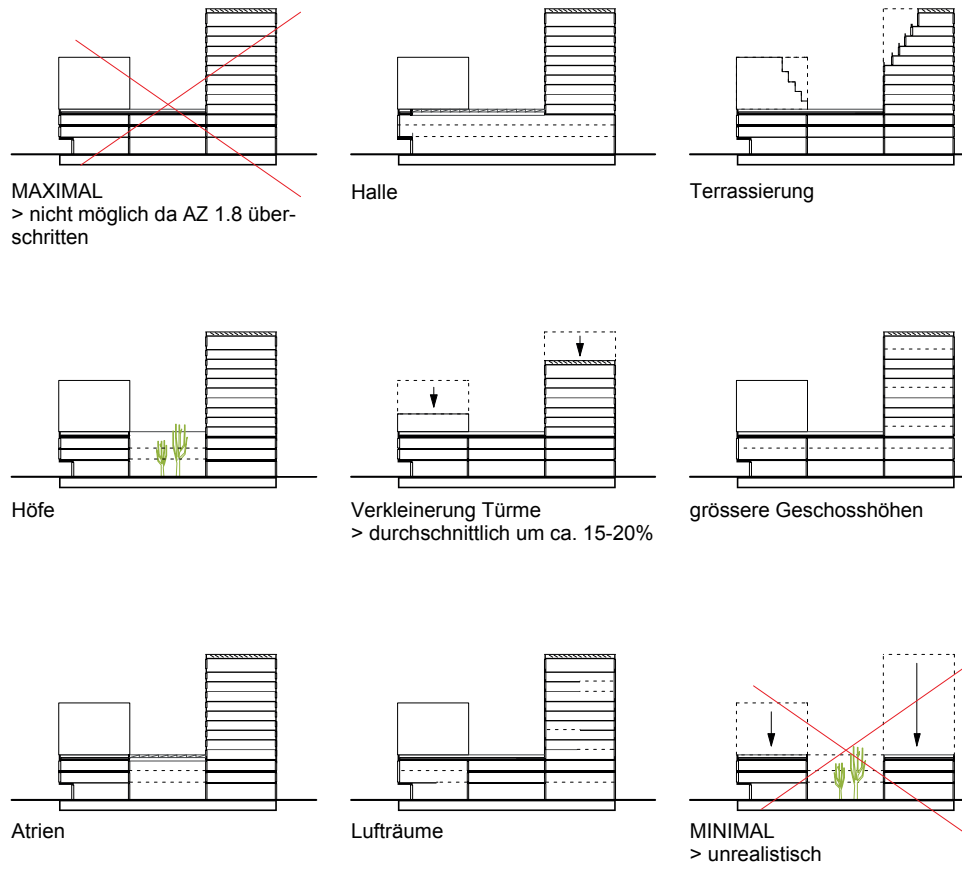 MAXIMAL
> nicht möglich da AZ 1.8 über-
schritten
Halle
Terrassierung
Höfe
Verkleinerung Türme
> durchschnittlich um ca. 15-20%
grössere Geschosshöhen
Atrien
Lufträume
MINIMAL
> unrealistisch